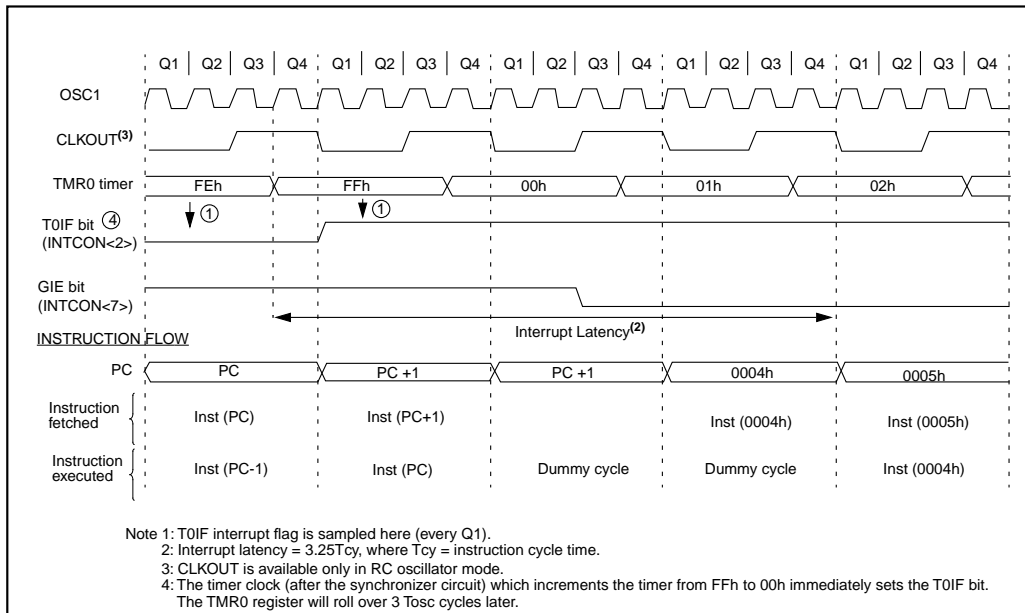 Q1 Q2 Q3 Q4 Q1 Q2 Q3 Q4 Q1 Q2 Q3 Q4 Q1 Q2 Q3 Q4 Q1 Q2 Q3 Q4
OSC1
CLKOUT(3)
TMR0 timer FEh FFh 00h 01h 02h
1 1
T0IF bit 4
(INTCON<2>)
GIE bit
(INTCON<7>)
Interrupt Latency(2)
INSTRUCTION FLOW
PC PC PC +1 PC +1 0004h 0005h
Instruction
fetched
Inst (PC) Inst (PC+1) Inst (0004h) Inst (0005h)
Instruction
executed
Inst (PC-1) Inst (PC) Dummy cycle Dummy cycle Inst (0004h)
Note 1: T0IF interrupt flag is sampled here (every Q1).
2: Interrupt latency = 3.25Tcy, where Tcy = instruction cycle time.
3: CLKOUT is available only in RC oscillator mode.
4: The timer clock (after the synchronizer circuit) which increments the timer from FFh to 00h immediately sets the T0IF bit.
The TMR0 register will roll over 3 Tosc cycles later.